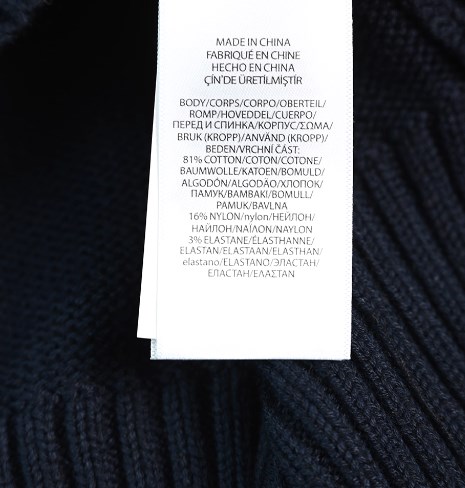 MADE IN CHINA
FABRIQUÉ EN CHINE
HECHO EN CHINA
ÇİN'DE ÜRETİLMİŞTİR
BODY/CORPS/CORPO/OBERTEIL/
ROMP/HOVEDDEL/CUERPO/
ПЕРЕД И СПИНКА/КОРПУС/ΣΩΜΑ/
BRUK (KROPP)/ANVÄND (KROPP)/
BEDEN/VRCHNÍ ČÁST:
81% COTTON/COTON/COTONE/
BAUMWOLLE/KATOEN/BOMULD/
ALGODÓN/ALGODÃO/ХЛОПОК/
ПАМУК/ΒΑΜΒΑΚΙ/BOMULL/
PAMUK/BAVLNA
16% NYLON/nylon/НЕЙЛОН/
НАЙЛОН/ΝΑΪΛΟΝ/NAYLON
3% ELASTANE/ÉLASTHANNE/
ELASTAN/ELASTAAN/ELASTHAN/
elastano/ELASTANO/ЭЛАСТАН/
ЕЛАСТАН/ΕΛΑΣΤΑΝ